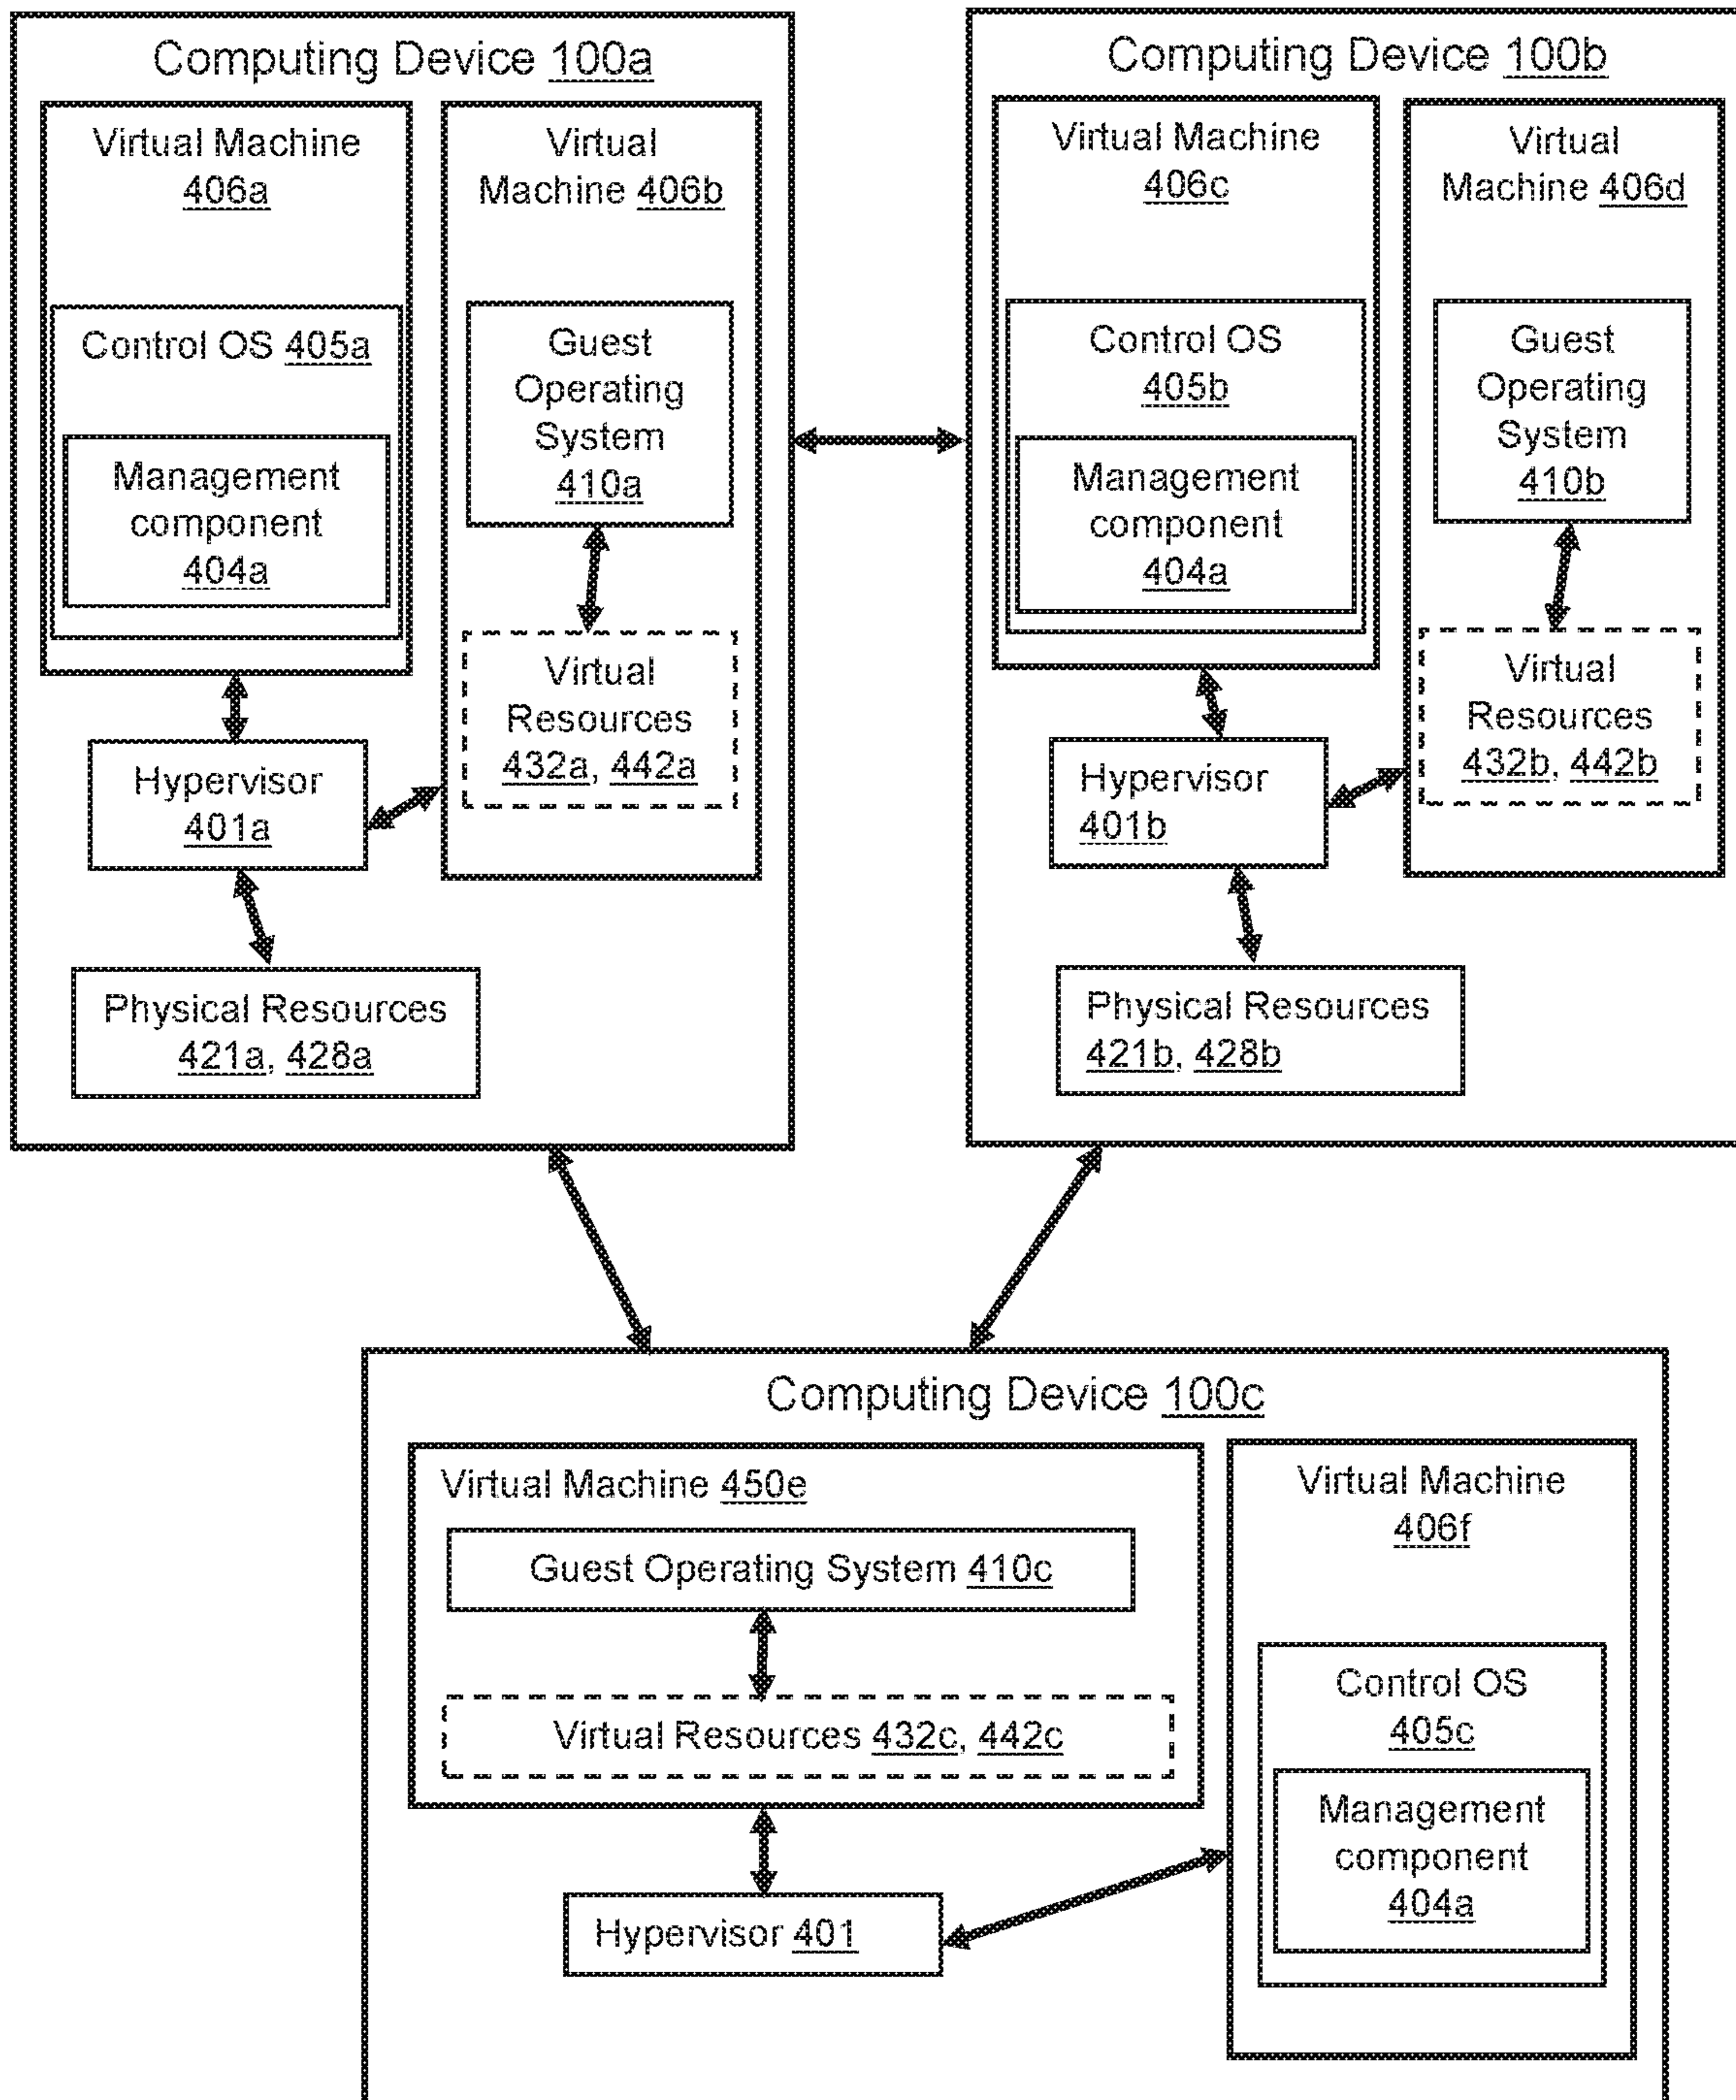 Computing Device 100a
Virtual Machine
406a
Control OS 405a
Management
component
404a
Virtual
Machine 406b
Guest
Operating
System
410a
Virtual
Resources
432a, 442a
Hypervisor
401a
Physical Resources
421a, 428a
Computing Device 100b
Virtual Machine
406c
Control OS
405b
Management
component
404a
Virtual
Machine 406d
Guest
Operating
System
410b
Virtual
Resources
432b, 442b
Hypervisor
401b
Physical Resources
421b, 428b
Computing Device 100c
Virtual Machine 450e
Guest Operating System 410c
Virtual Resources 432c, 442c
Hypervisor 401
Virtual Machine
406f
Control OS
405c
Management
component
404a